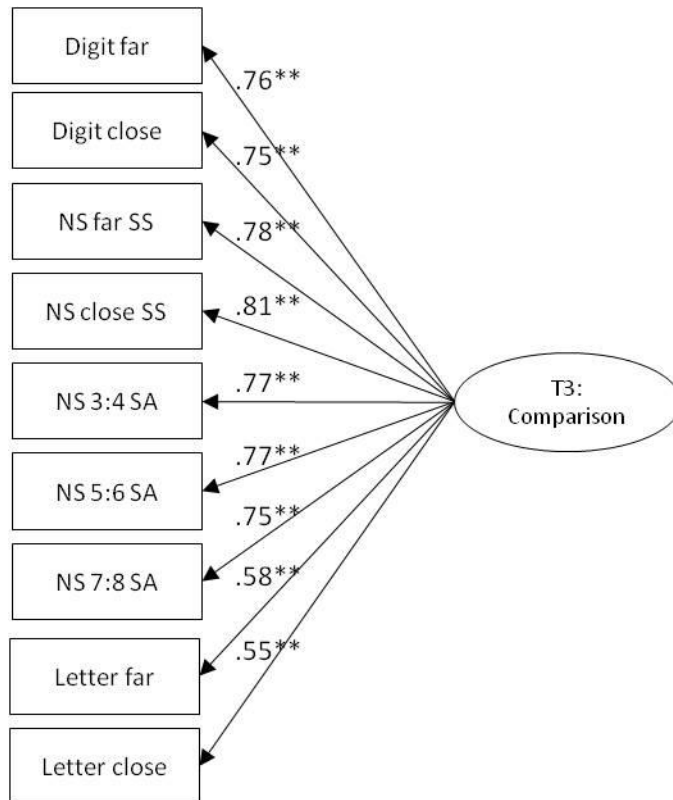 Digit far
.76**
Digit close
.75**
NS far SS
.78**
NS close SS
.81**
NS 3:4 SA
.77**
T3:
Comparison
NS 5:6 SA
.77**
NS 7:8 SA
.75**
.58**
Letter far
.55**
Letter close